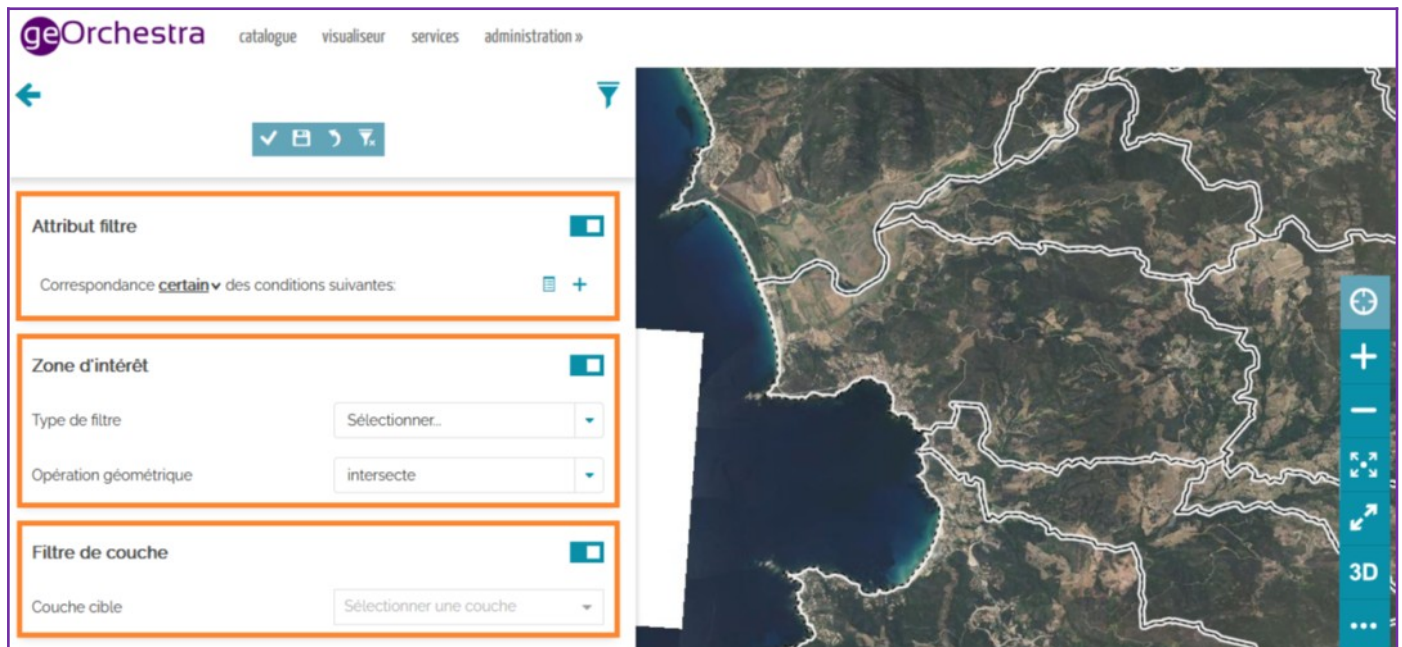 geOrchestra catalogue visualiseur services administration »
Attribut filtre
Correspondance certain des conditions suivantes:
Zone d'intérêt
Type de filtre Sélectionner...
Opération géométrique intersecte
Filtre de couche
Couche cible Sélectionner une couche
3D